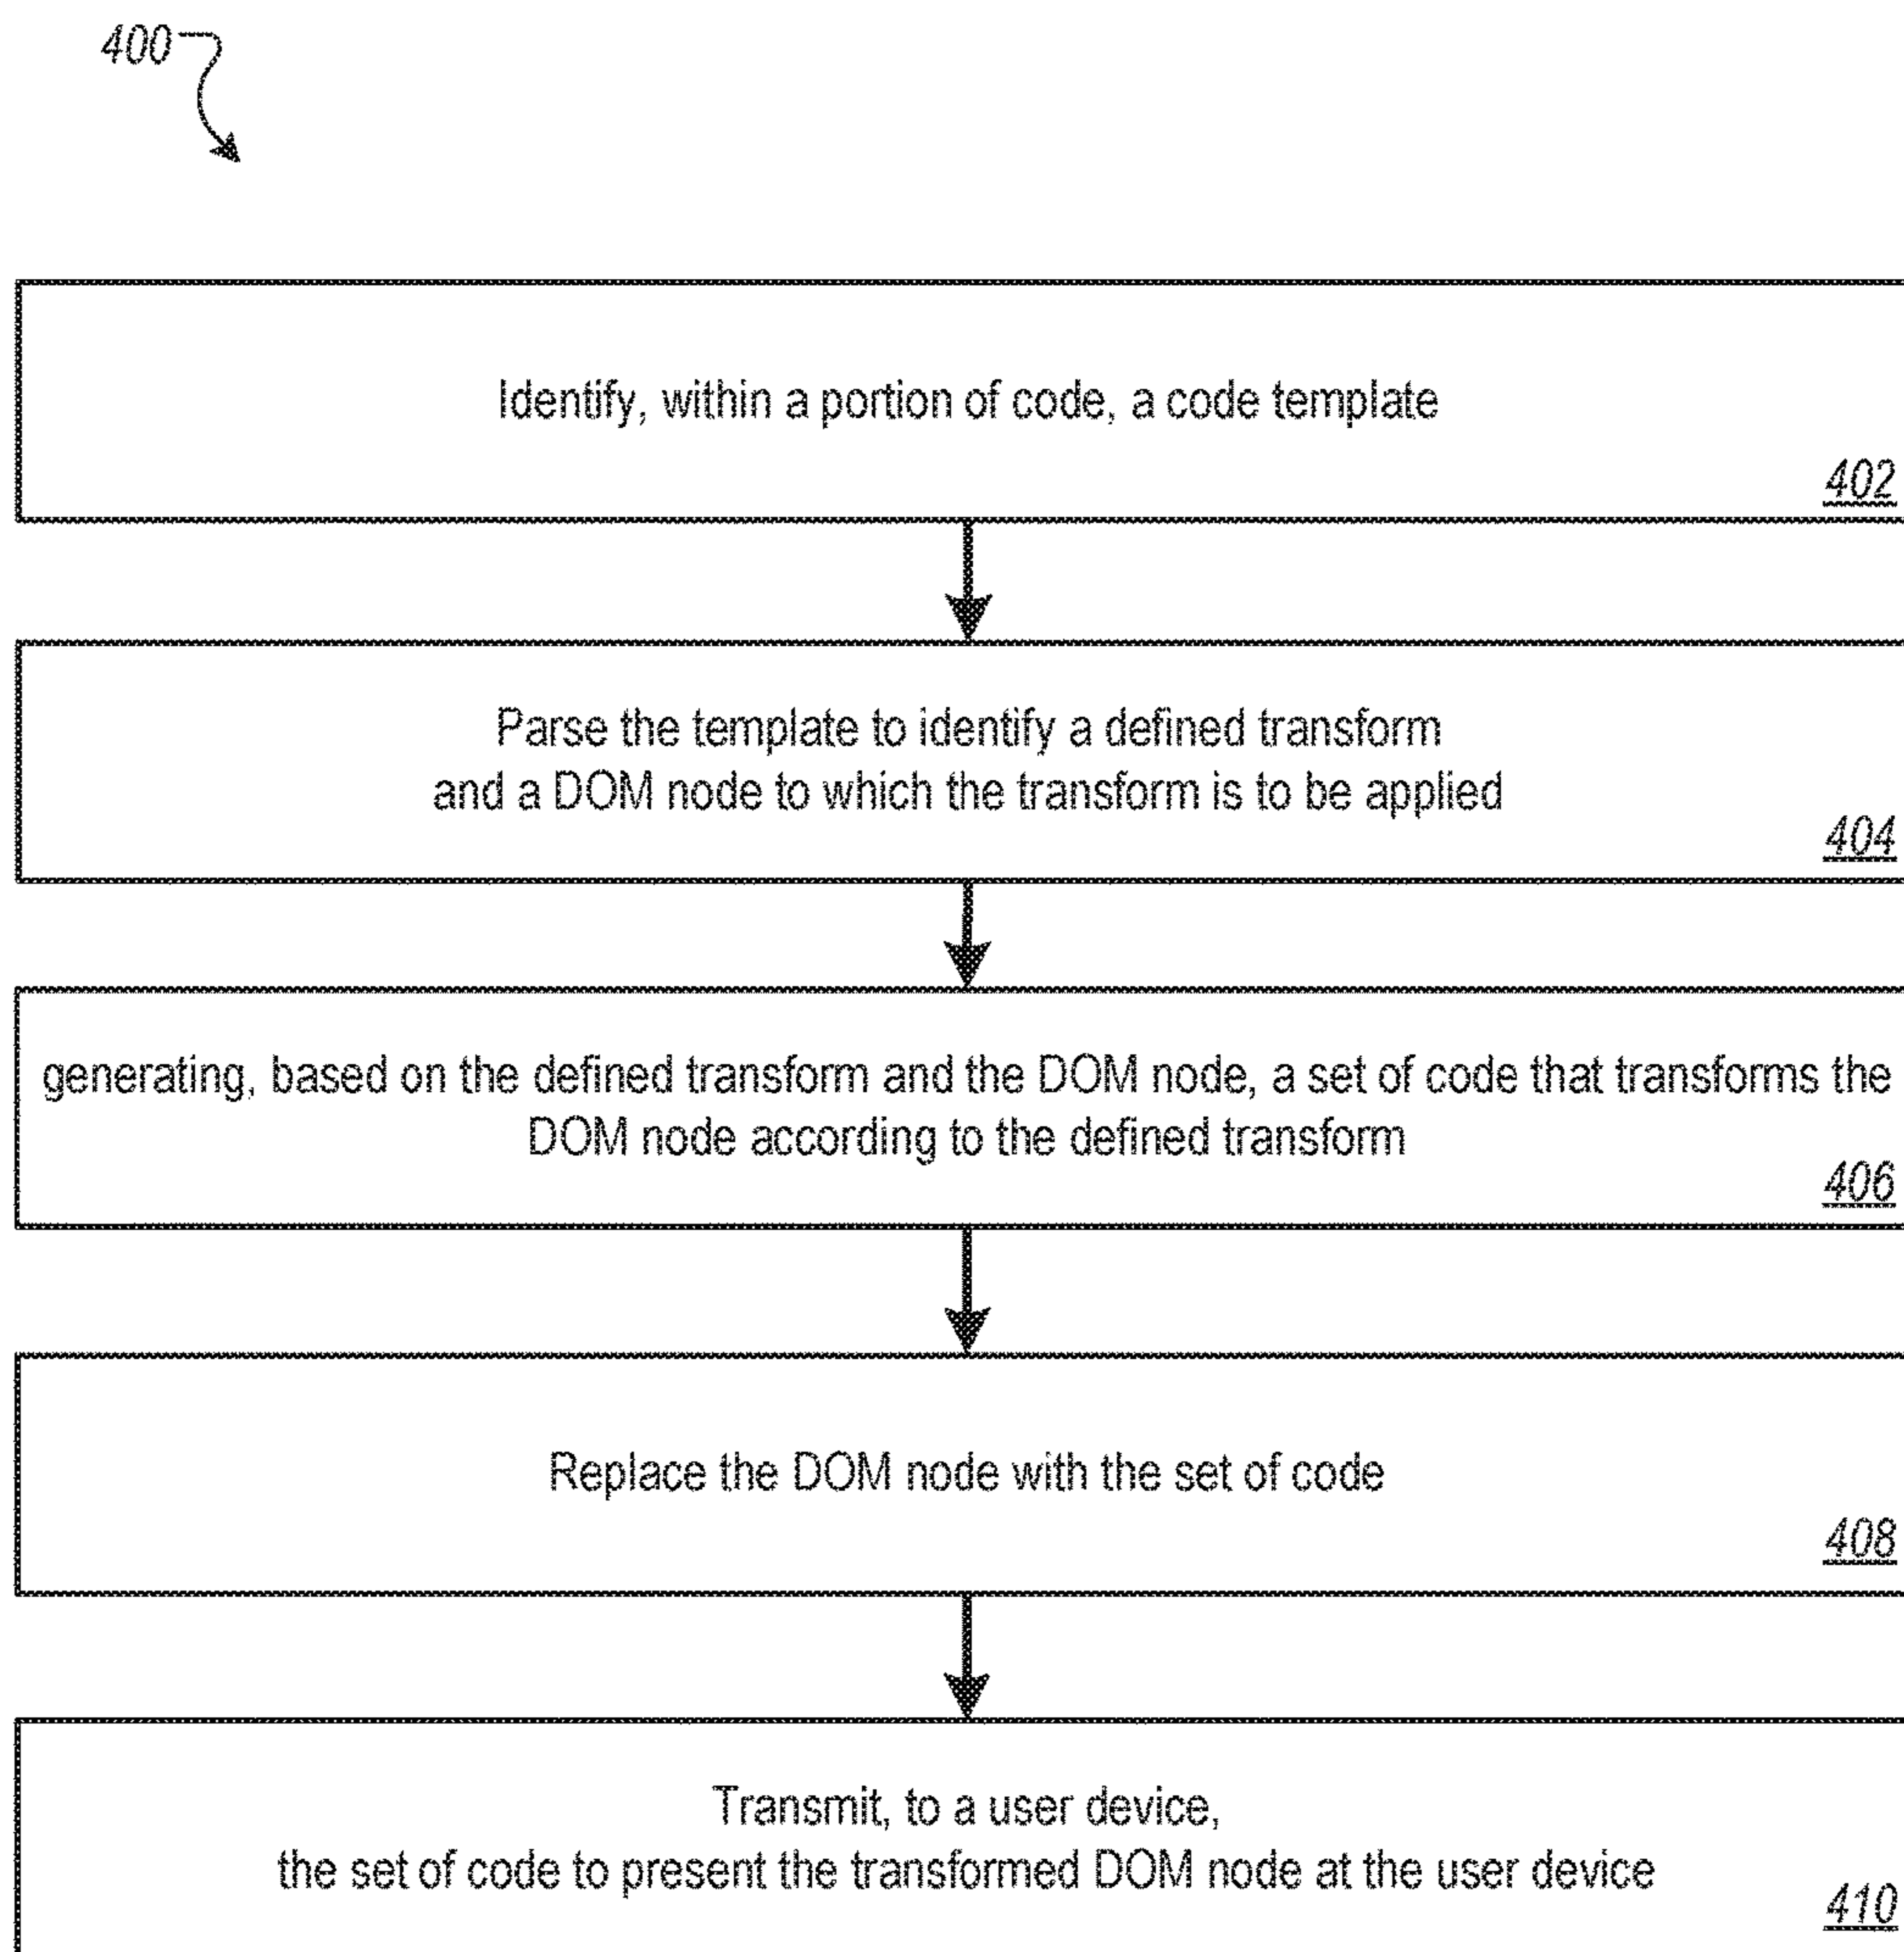 400
Identify, within a portion of code, a code template
402
Parse the template to identify a defined transform
and a DOM node to which the transform is to be applied
404
generating, based on the defined transform and the DOM node, a set of code that transforms the
DOM node according to the defined transform
406
Replace the DOM node with the set of code
408
Transmit, to a user device,
the set of code to present the transformed DOM node at the user device
410